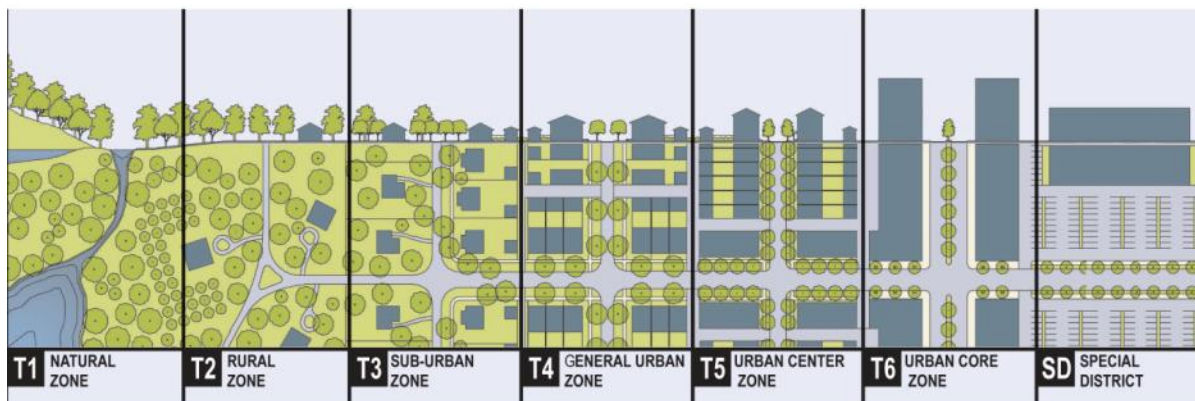 T1 NATURAL
ZONE
T2 RURAL
ZONE
T3 SUB-URBAN
ZONE
T4 GENERAL URBAN
ZONE
T5 URBAN CENTER
ZONE
T6 URBAN CORE
ZONE
SD SPECIAL
DISTRICT